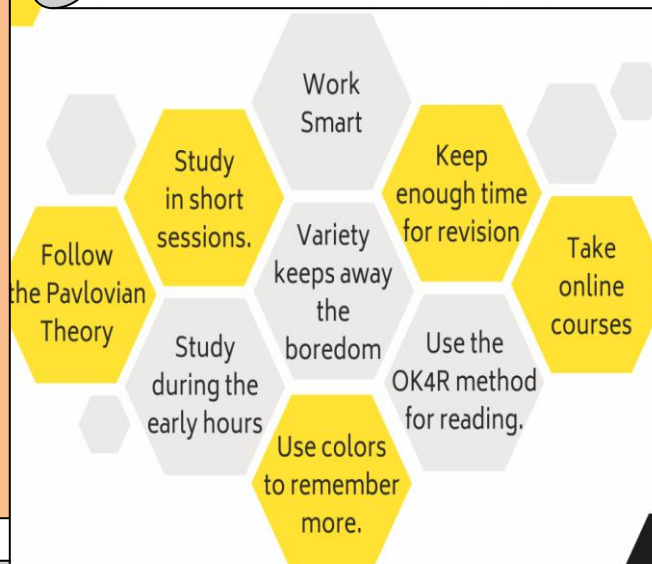 Work
Smart
Study
in short
sessions.
Keep
enough time
for revision
Follow
the Pavlovian
Theory
Variety
keeps away
the
boredom
Take
online
courses
Study
during the
early hours
Use the
OK4R method
for reading.
Use colors
to remember
more.